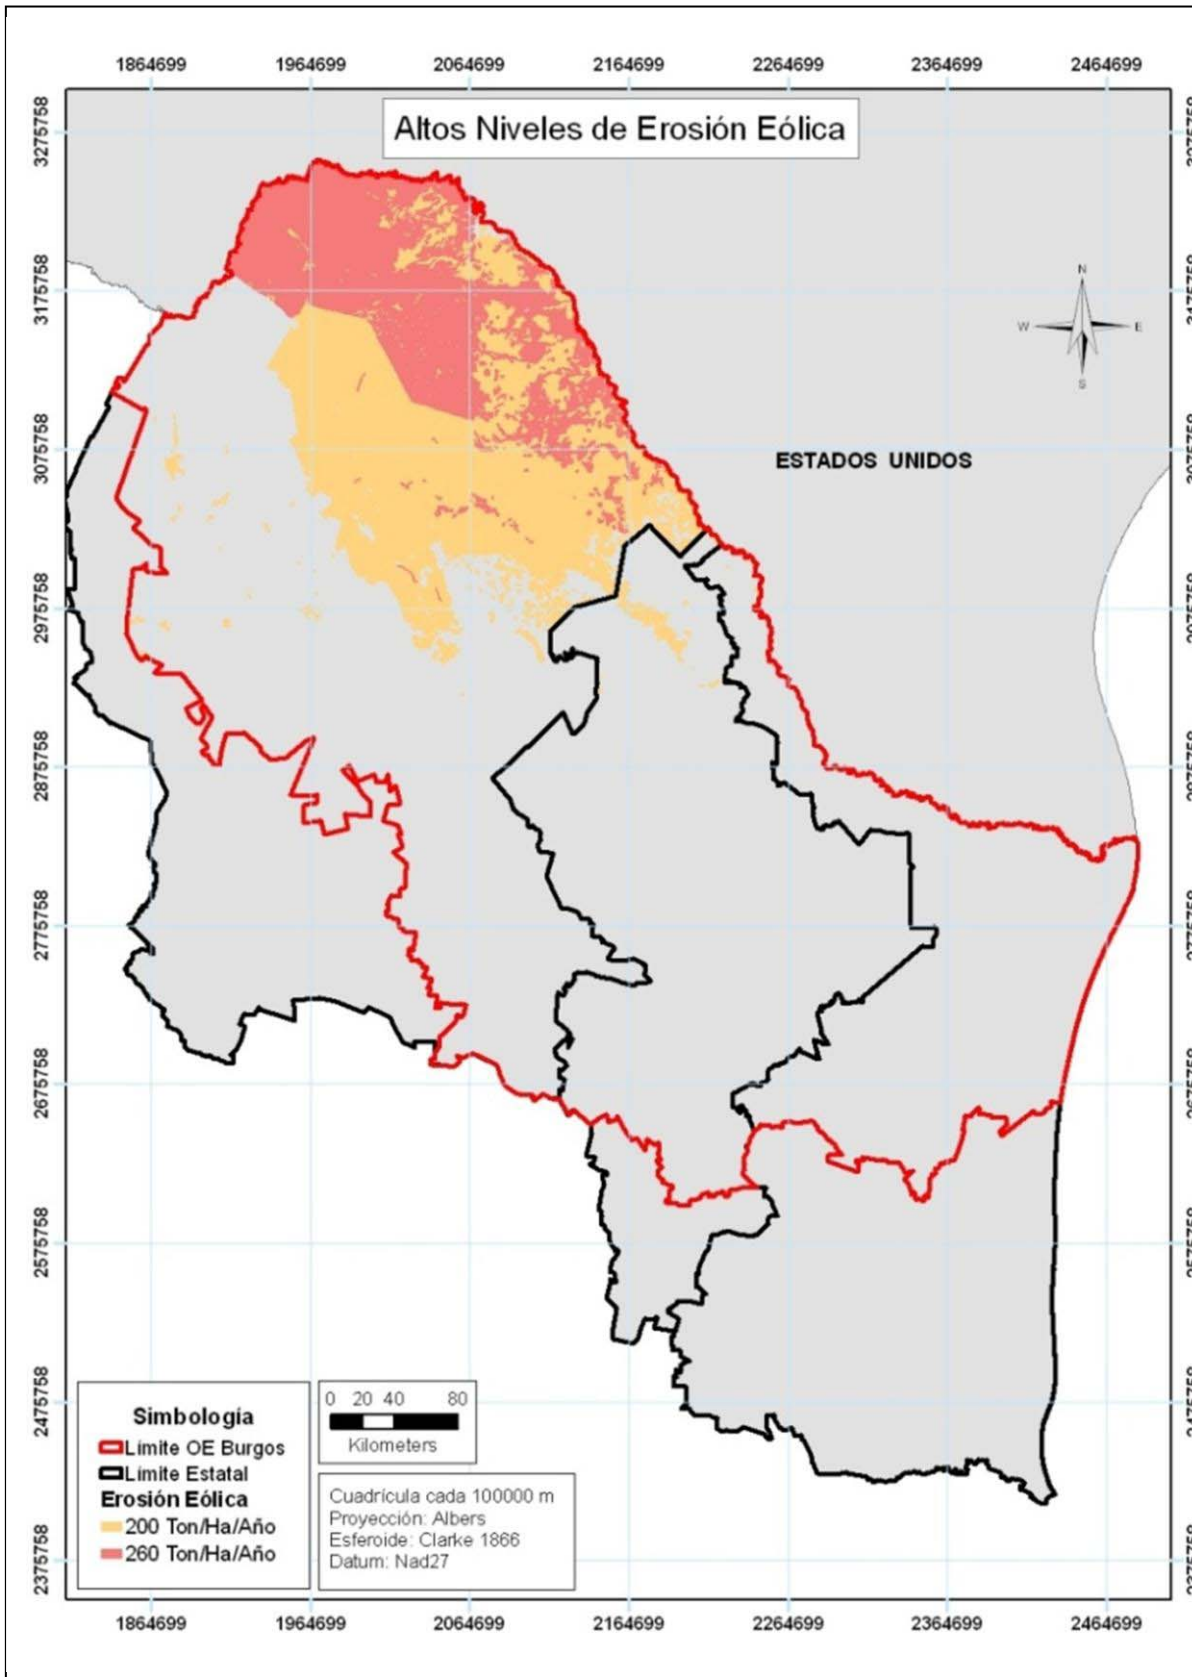 1864699 1964699 2064699 2164699 2264699 2364699 2464699
Altos Niveles de Erosión Eólica
3275758
3175758
3075758
2975758
2875758
2775758
2675758
2575758
2475758
2375758
N
W E
S
ESTADOS UNIDOS
Simbología
Límite OE Burgos
Límite Estatal
Erosión Eólica
200 Ton/Ha/Año
260 Ton/Ha/Año
0 20 40 80
Kilometers
Cuadrícula cada 100000 m
Proyección: Albers
Esferoide: Clarke 1866
Datum: Nad27
1864699 1964699 2064699 2164699 2264699 2364699 2464699